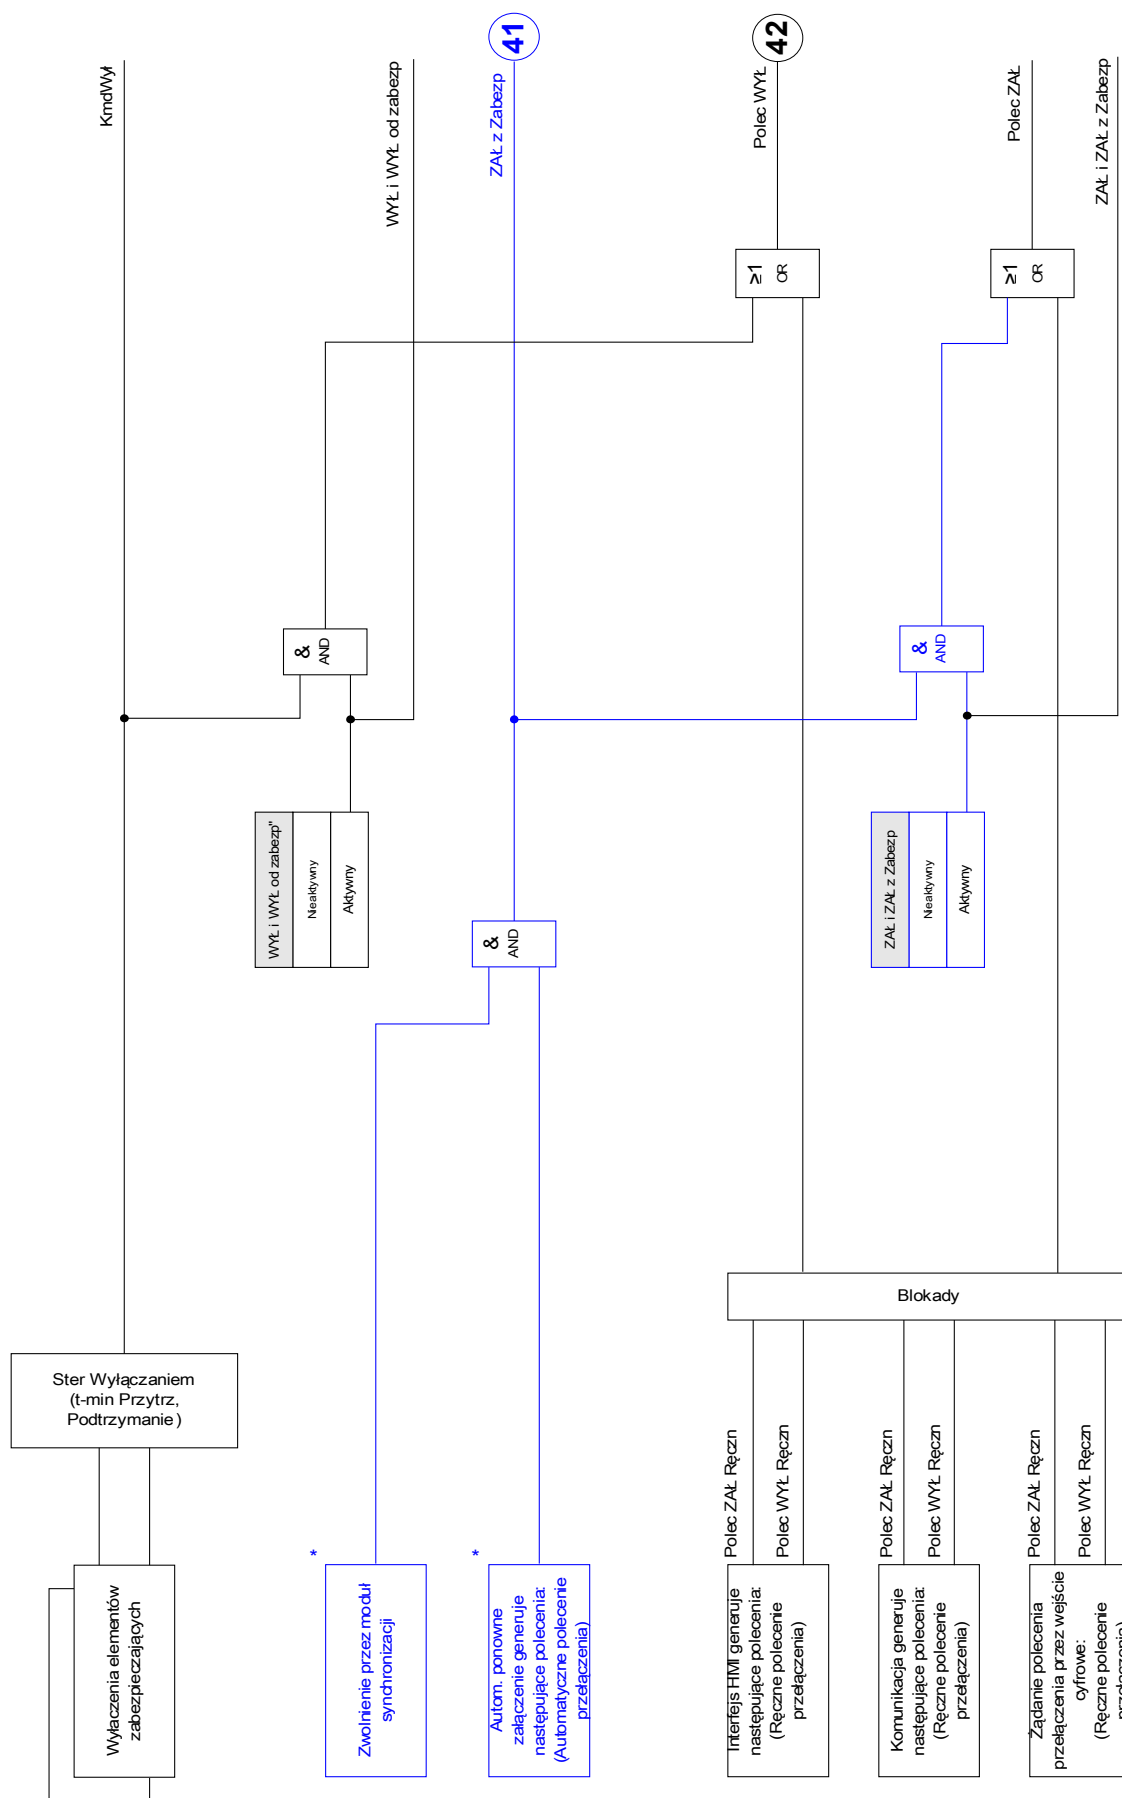 KmdWył
WYŁ i WYŁ od zabezp
41
ZAŁ z Zabezp
42
Polec WYŁ
Polec ZAŁ
ZAŁ i ZAŁ z Zabezp
≥1
OR
≥1
OR
&
AND
&
AND
WYŁ i WYŁ od zabezp"
Nieaktywny
Aktywny
ZAŁ i ZAŁ z Zabezp
Nieaktywny
Aktywny
&
AND
Blokady
Ster Wyłączaniem
(t-min Przytrz,
Podtrzymanie)
Polec ZAŁ Ręczn
Polec WYŁ Ręczn
Polec ZAŁ Ręczn
Polec WYŁ Ręczn
Polec ZAŁ Ręczn
Polec WYŁ Ręczn
Wyłaczenia elementów
zabezpieczających
*
Zwolnienie przez moduł
synchronizacji
*
Autom. ponowne
załączenie generuje
następujące polecenia:
(Automatyczne polecenie
przełączenia)
Interfejs HMI generuje
następujące polecenia:
(Ręczne polecenie
przełączenia)
Komunikacja generuje
następujące polecenia:
(Ręczne polecenie
przełączenia)
Żądanie polecenia
przełączenia przez wejście
cyfrowe:
(Ręczne polecenie
przełączenia)